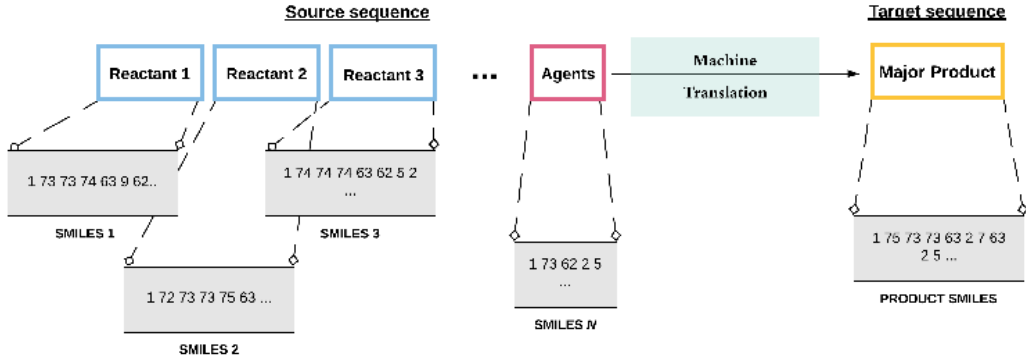 Source sequence
Target sequence
Reactant 1
Reactant 2
Reactant 3
...
Agents
Machine
Translation
Major Product
1 73 73 74 63 9 62..
SMILES 1
1 74 74 74 63 62 5 2
...
SMILES 3
1 72 73 73 75 63 ...
SMILES 2
1 73 62 2 5
...
SMILES N
1 75 73 73 63 2 7 63
2 5 ...
PRODUCT SMILES